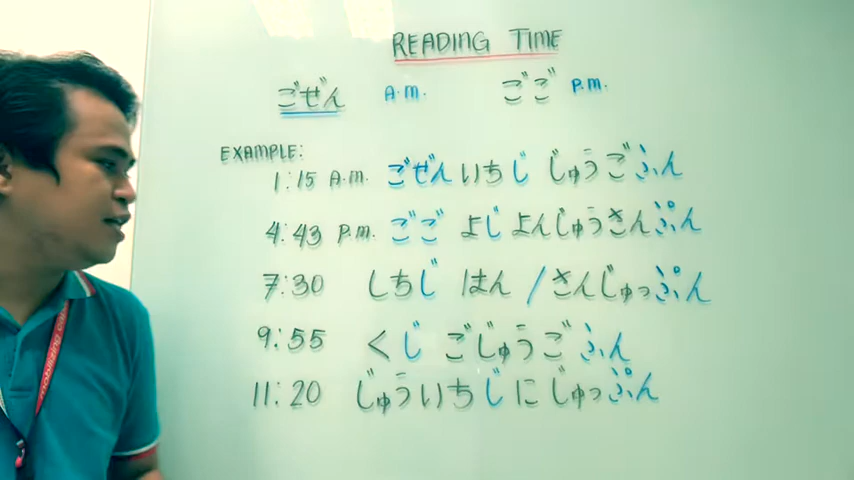 READING TIME
ごぜん A.M. ごご P.M.
EXAMPLE:
1:15 A.M. ごぜん いちじ じゅうごふん
4:43 P.M. ごご よじ よんじゅうさんぷん
7:30 しちじ はん / さんじゅっぷん
9:55 くじ ごじゅうごふん
11:20 じゅういちじ にじゅっぷん
mobilizing